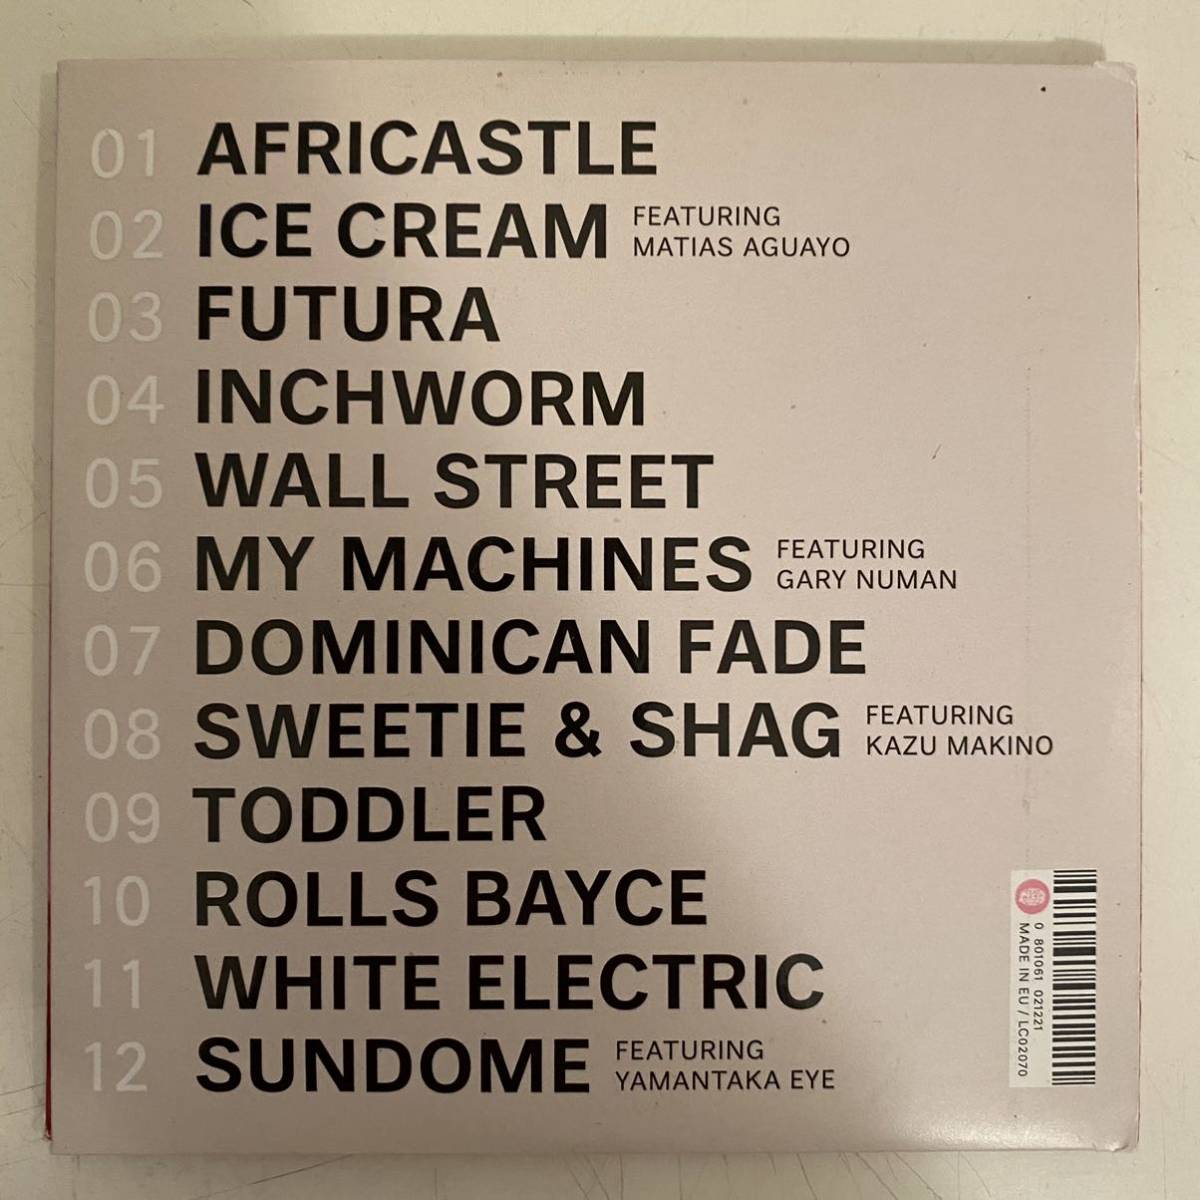 01 AFRICASTLE
02 ICE CREAM FEATURING
MATIAS AGUAYO
03 FUTURA
04 INCHWORM
05 WALL STREET
06 MY MACHINES FEATURING
GARY NUMAN
07 DOMINICAN FADE
08 SWEETIE & SHAG FEATURING
KAZU MAKINO
09 TODDLER
10 ROLLS BAYCE
11 WHITE ELECTRIC
12 SUNDOME FEATURING
YAMANTAKA EYE
0 801061 021221
MADE IN EU / LC02070